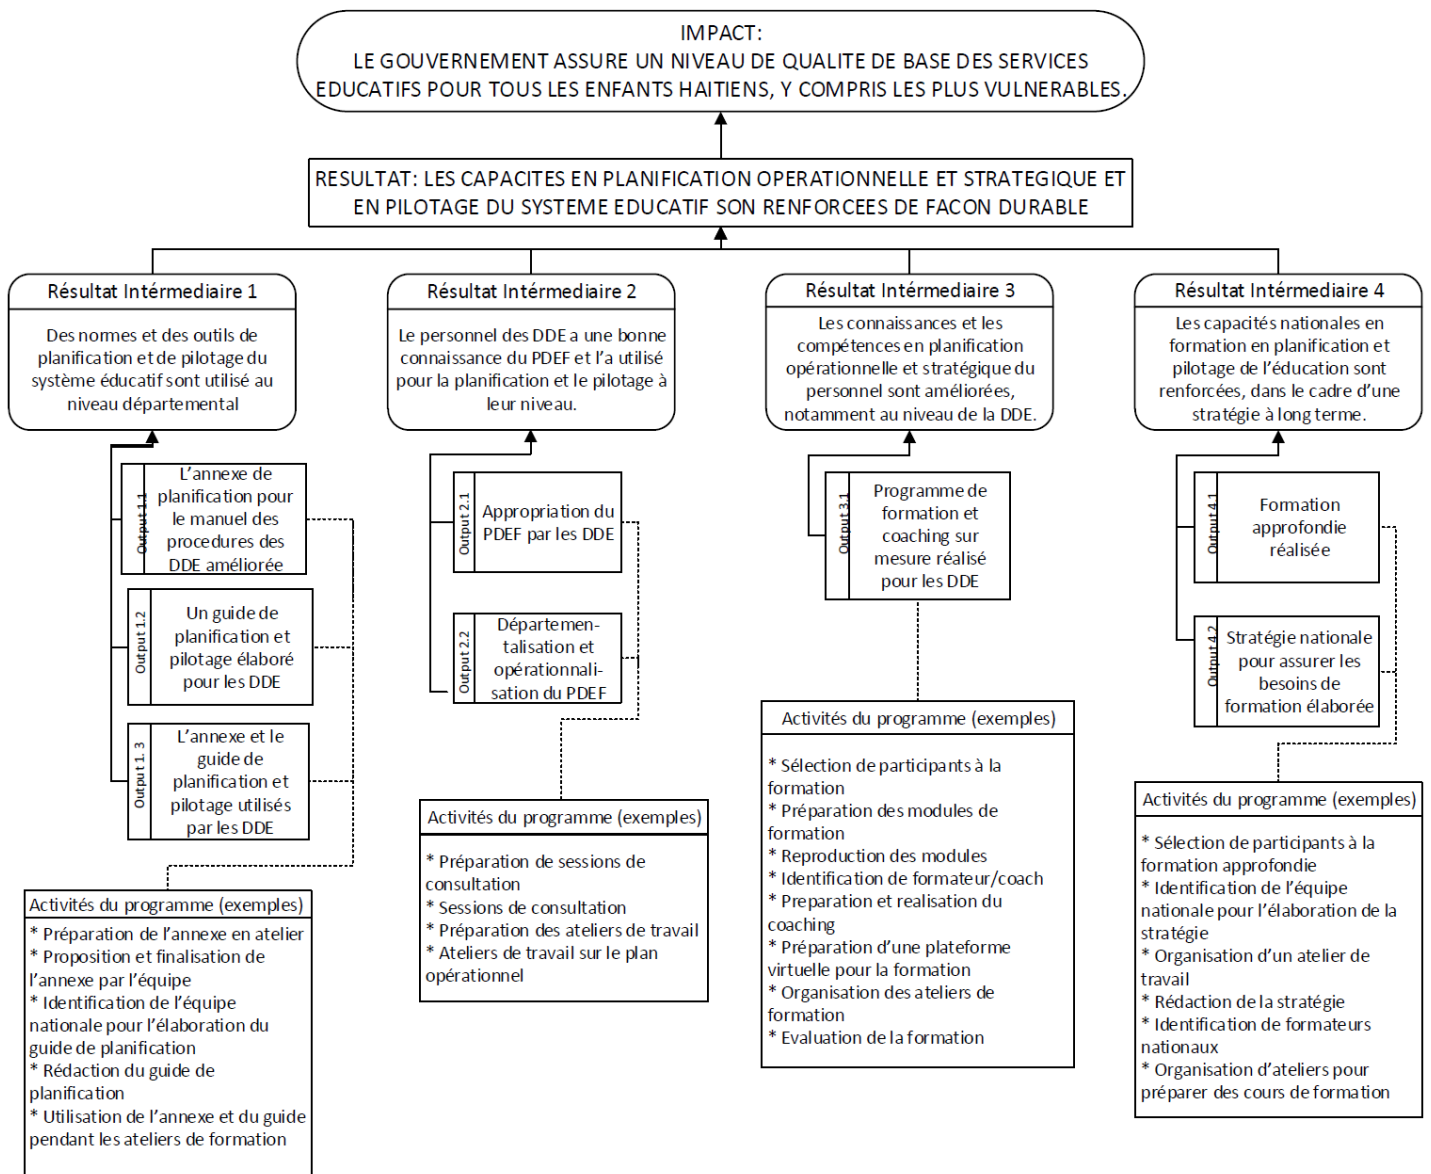 IMPACT:
LE GOUVERNEMENT ASSURE UN NIVEAU DE QUALITE DE BASE DES SERVICES
EDUCATIFS POUR TOUS LES ENFANTS HAITIENS, Y COMPRIS LES PLUS VULNERABLES.
RESULTAT: LES CAPACITES EN PLANIFICATION OPERATIONNELLE ET STRATEGIQUE ET
EN PILOTAGE DU SYSTEME EDUCATIF SON RENFORCEES DE FACON DURABLE
Résultat Intérmediaire 1
Des normes et des outils de
planification et de pilotage du
système éducatif sont utilisé au
niveau départemental
Output 1.1
L'annexe de
planification pour
le manuel des
procedures des
DDE améliorée
Output 1.2
Un guide de
planification et
pilotage élaboré
pour les DDE
Output 1. 3
L'annexe et le
guide de
planification et
pilotage utilisés
par les DDE
Activités du programme (exemples)
* Préparation de l'annexe en atelier
* Proposition et finalisation de
l'annexe par l'équipe
* Identification de l'équipe
nationale pour l'élaboration du
guide de planification
* Rédaction du guide de
planification
* Utilisation de l'annexe et du guide
pendant les ateliers de formation
Résultat Intérmediaire 2
Le personnel des DDE a une bonne
connaissance du PDEF et l'a utilisé
pour la planification et le pilotage à
leur niveau.
Output 2.1
Appropriation du
PDEF par les DDE
Output 2.2
Départemen-
talisation et
opérationnali-
sation du PDEF
Activités du programme (exemples)
* Préparation de sessions de
consultation
* Sessions de consultation
* Préparation des ateliers de travail
* Ateliers de travail sur le plan
opérationnel
Résultat Intérmediaire 3
Les connaissances et les
compétences en planification
opérationnelle et stratégique du
personnel sont améliorées,
notamment au niveau de la DDE.
Output 3.1
Programme de
formation et
coaching sur
mesure réalisé
pour les DDE
Activités du programme (exemples)
* Sélection de participants à la
formation
* Préparation des modules de
formation
* Reproduction des modules
* Identification de formateur/coach
* Preparation et realisation du
coaching
* Préparation d'une plateforme
virtuelle pour la formation
* Organisation des ateliers de
formation
* Evaluation de la formation
Résultat Intérmediaire 4
Les capacités nationales en
formation en planification et
pilotage de l'éducation sont
renforcées, dans le cadre d'une
stratégie à long terme.
Output 4.1
Formation
approfondie
réalisée
Output 4.2
Stratégie nationale
pour assurer les
besoins de
formation élaborée
Activités du programme (exemples)
* Sélection de participants à la
formation approfondie
* Identification de l'équipe
nationale pour l'élaboration de la
stratégie
* Organisation d'un atelier de
travail
* Rédaction de la stratégie
* Identification de formateurs
nationaux
* Organisation d'ateliers pour
préparer des cours de formation